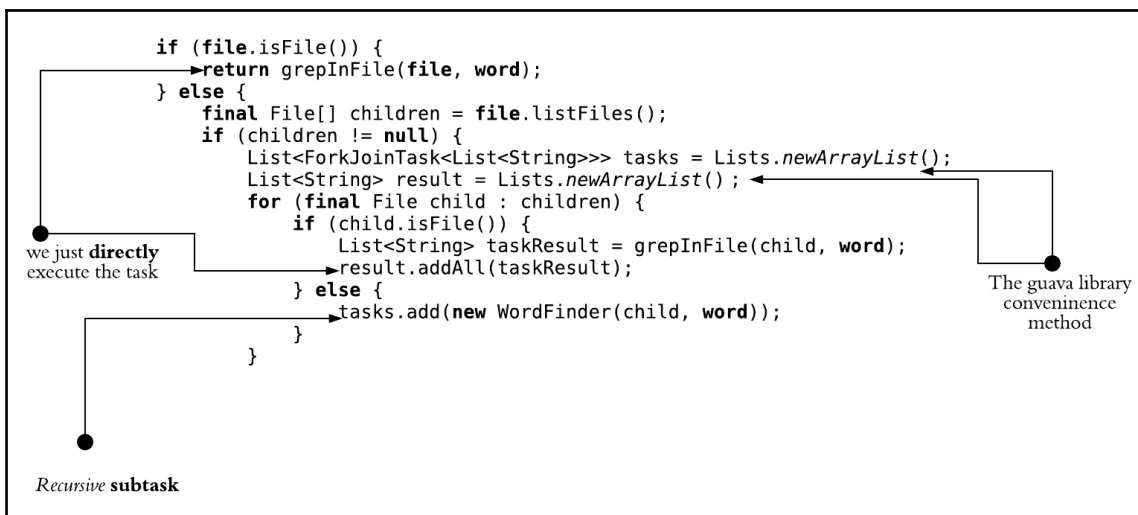 if (file.isFile()) {
return grepInFile(file, word);
} else {
final File[] children = file.listFiles();
if (children != null) {
List<ForkJoinTask<List<String>>> tasks = Lists.newArrayList();
List<String> result = Lists.newArrayList() ;
for (final File child : children) {
if (child.isFile()) {
List<String> taskResult = grepInFile(child, word);
result.addAll(taskResult);
} else {
tasks.add(new WordFinder(child, word));
}
}
we just directly
execute the task
The guava library
conveninence
method
Recursive subtask